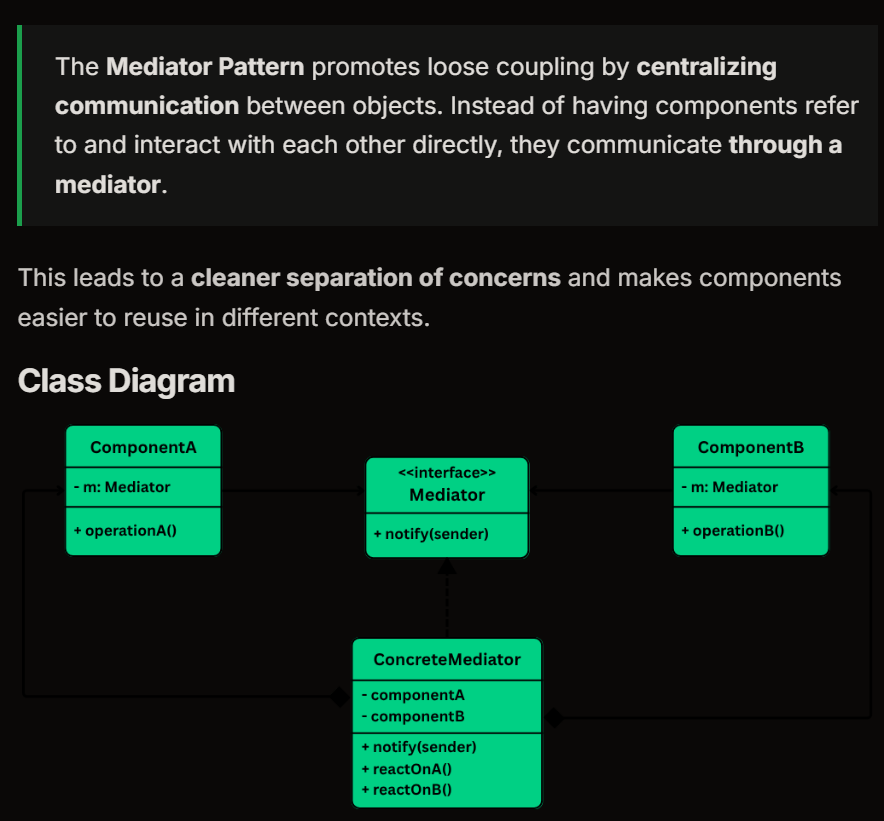 The Mediator Pattern promotes loose coupling by centralizing
communication between objects. Instead of having components refer
to and interact with each other directly, they communicate through a
mediator.
This leads to a cleaner separation of concerns and makes components
easier to reuse in different contexts.
Class Diagram
ComponentA
- m: Mediator
+ operationA()
<<interface>>
Mediator
+ notify(sender)
ComponentB
- m: Mediator
+ operationB()
ConcreteMediator
- componentA
- componentB
+ notify(sender)
+ reactOnA()
+ reactOnB()